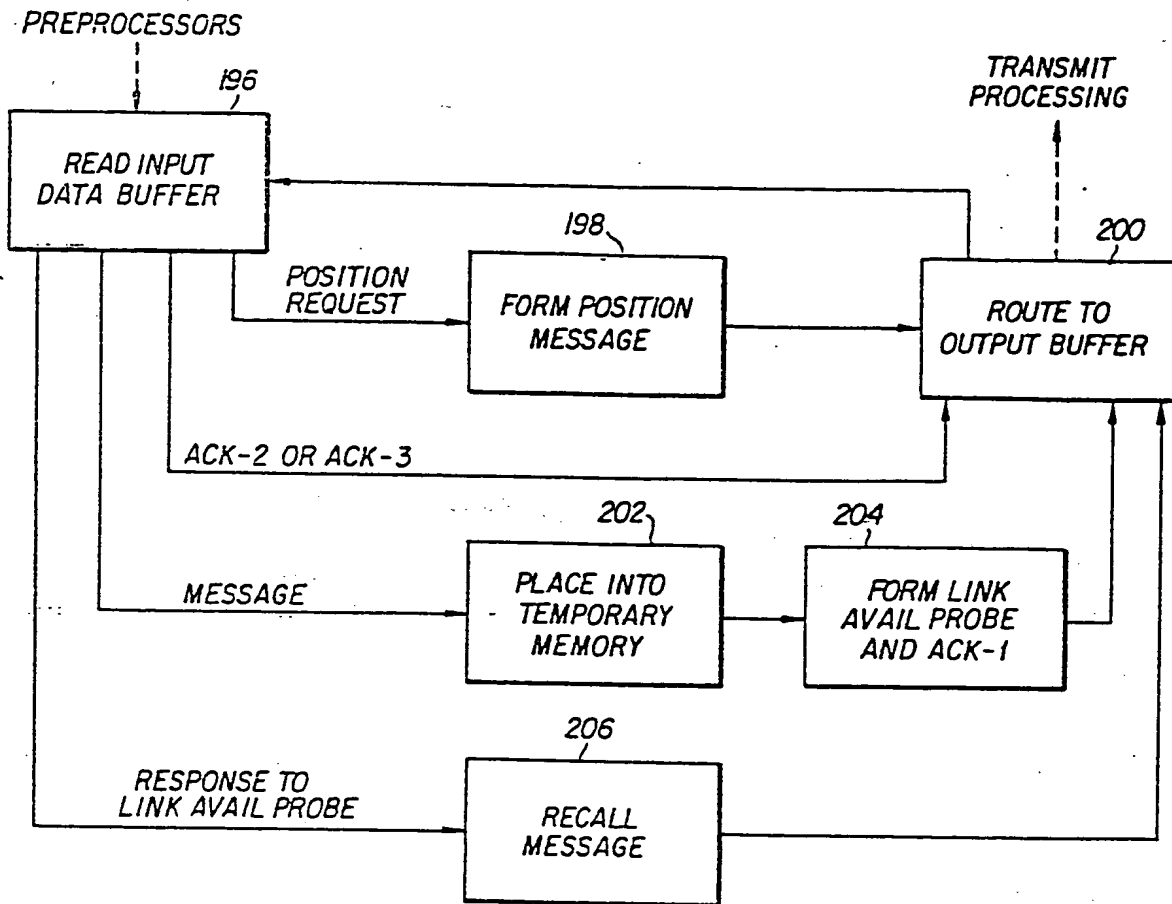 PREPROCESSORS
196
READ INPUT
DATA BUFFER
TRANSMIT
PROCESSING
198
POSITION
REQUEST
FORM POSITION
MESSAGE
200
ROUTE TO
OUTPUT BUFFER
ACK-2 OR ACK-3
202
204
MESSAGE
PLACE INTO
TEMPORARY
MEMORY
FORM LINK
AVAIL PROBE
AND ACK-1
206
RESPONSE TO
LINK AVAIL PROBE
RECALL
MESSAGE